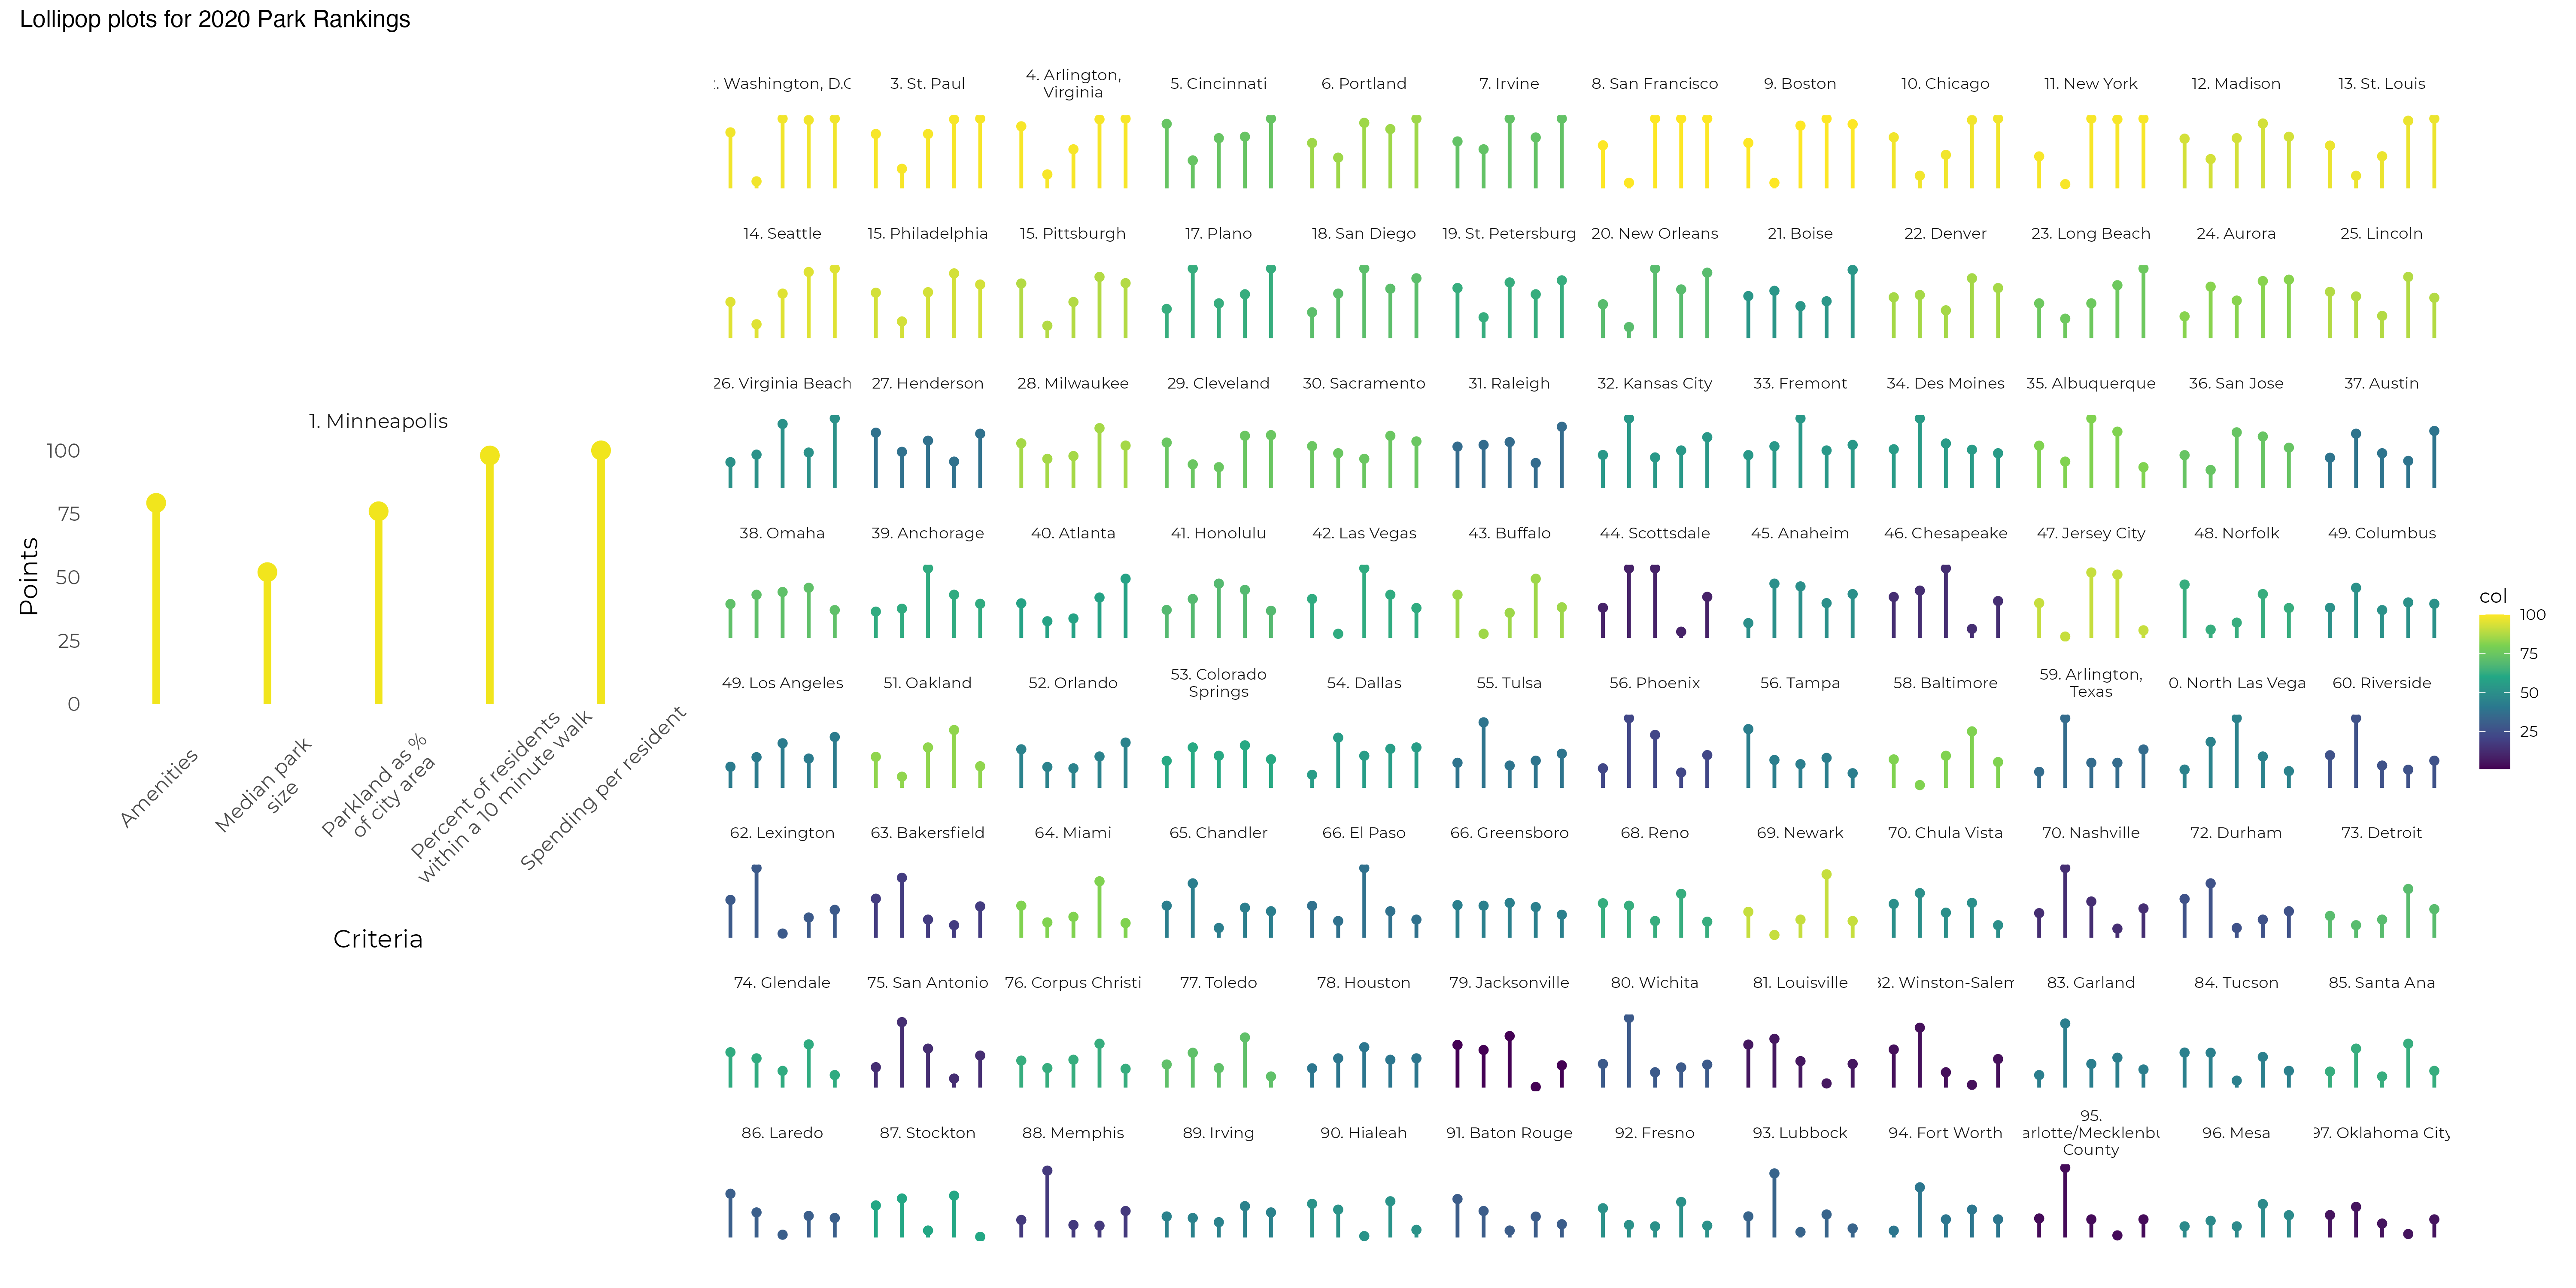 Lollipop plots for 2020 Park Rankings
1. Minneapolis
100
75
50
25
0
Points
Amenities
Median park
size
Parkland as %
of city area
Percent of residents
within a 10 minute walk
Spending per resident
Criteria
. Washington, D.C
3. St. Paul
4. Arlington,
Virginia
5. Cincinnati
6. Portland
7. Irvine
8. San Francisco
9. Boston
10. Chicago
11. New York
12. Madison
13. St. Louis
14. Seattle
15. Philadelphia
15. Pittsburgh
17. Plano
18. San Diego
19. St. Petersburg
20. New Orleans
21. Boise
22. Denver
23. Long Beach
24. Aurora
25. Lincoln
26. Virginia Beach
27. Henderson
28. Milwaukee
29. Cleveland
30. Sacramento
31. Raleigh
32. Kansas City
33. Fremont
34. Des Moines
35. Albuquerque
36. San Jose
37. Austin
38. Omaha
39. Anchorage
40. Atlanta
41. Honolulu
42. Las Vegas
43. Buffalo
44. Scottsdale
45. Anaheim
46. Chesapeake
47. Jersey City
48. Norfolk
49. Columbus
49. Los Angeles
51. Oakland
52. Orlando
53. Colorado
Springs
54. Dallas
55. Tulsa
56. Phoenix
56. Tampa
58. Baltimore
59. Arlington,
Texas
0. North Las Vega
60. Riverside
62. Lexington
63. Bakersfield
64. Miami
65. Chandler
66. El Paso
66. Greensboro
68. Reno
69. Newark
70. Chula Vista
70. Nashville
72. Durham
73. Detroit
74. Glendale
75. San Antonio
76. Corpus Christi
77. Toledo
78. Houston
79. Jacksonville
80. Wichita
81. Louisville
82. Winston-Salem
83. Garland
84. Tucson
85. Santa Ana
86. Laredo
87. Stockton
88. Memphis
89. Irving
90. Hialeah
91. Baton Rouge
92. Fresno
93. Lubbock
94. Fort Worth
95.
arlotte/Mecklenbu
County
96. Mesa
97. Oklahoma City
col
100
75
50
25